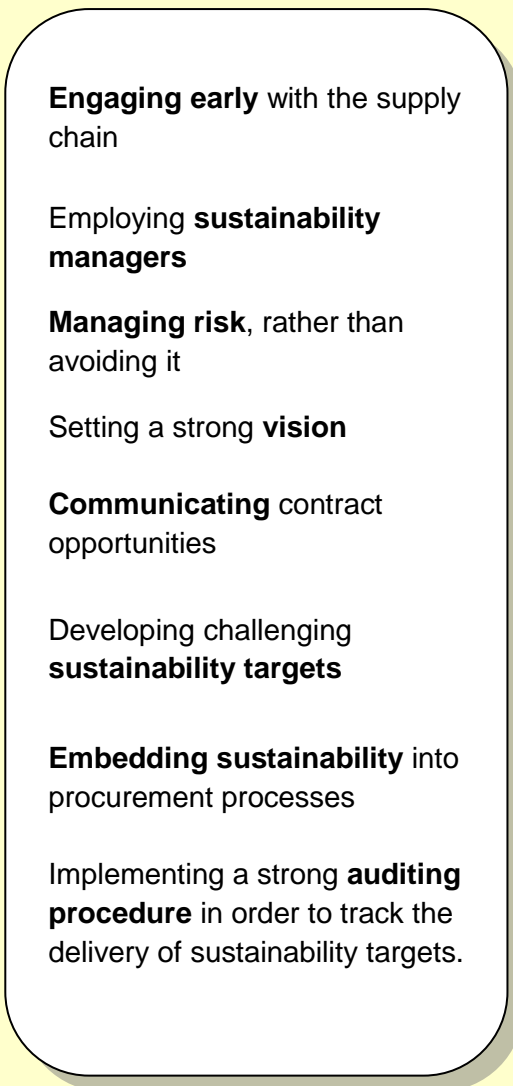 Engaging early with the supply
chain
Employing sustainability
managers
Managing risk, rather than
avoiding it
Setting a strong vision
Communicating contract
opportunities
Developing challenging
sustainability targets
Embedding sustainability into
procurement processes
Implementing a strong auditing
procedure in order to track the
delivery of sustainability targets.